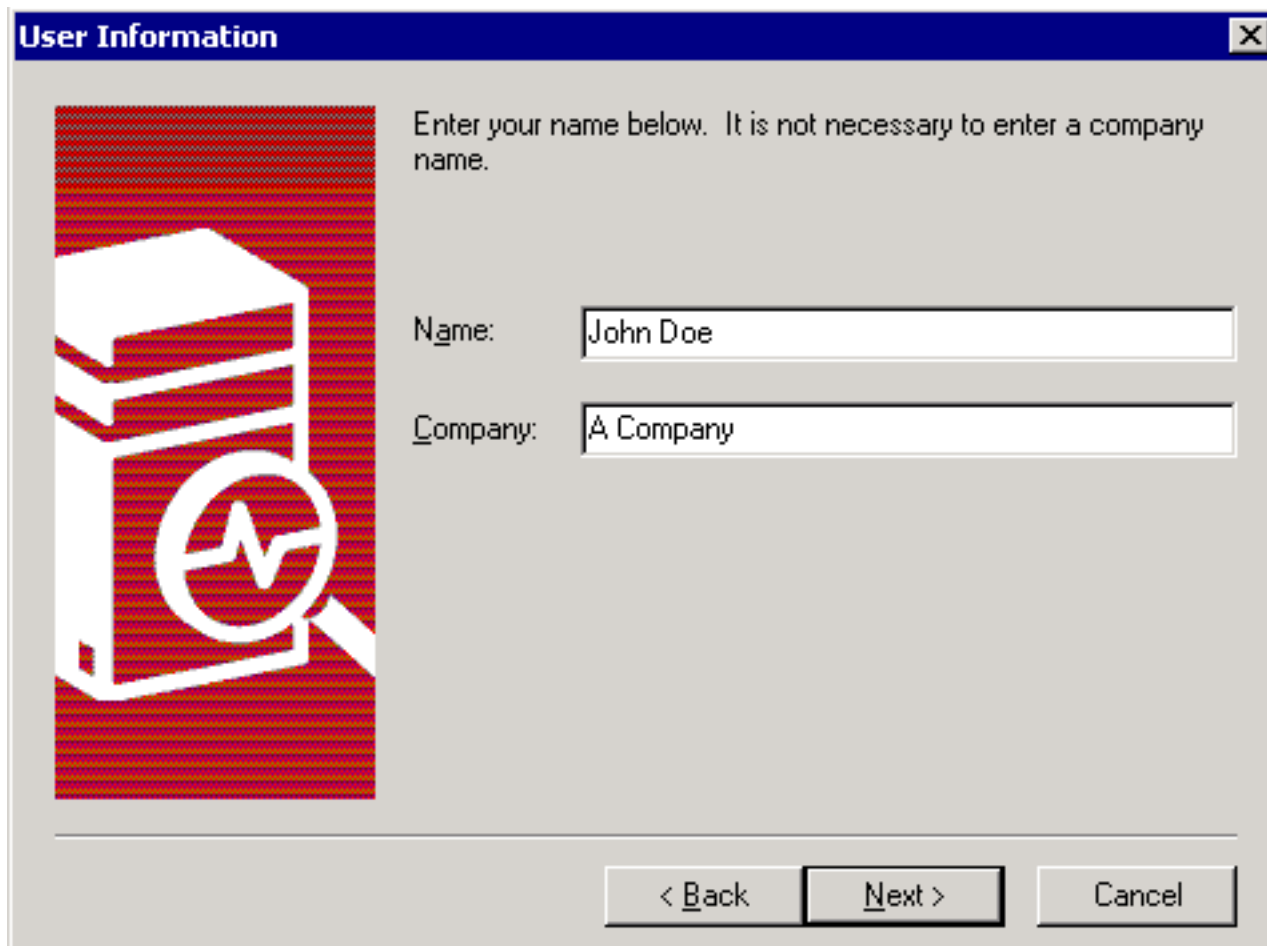 User Information
Enter your name below.  It is not necessary to enter a company
name.
Name: John Doe
Company: A Company
< Back Next > Cancel